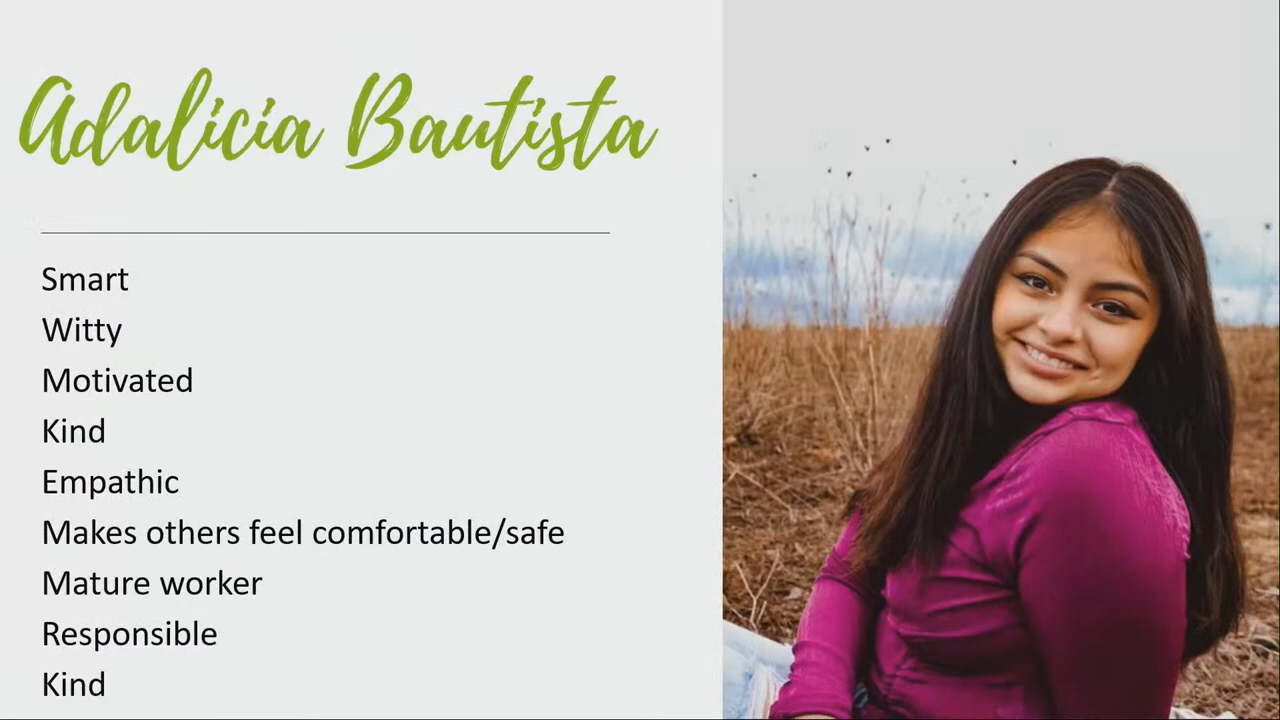 Adalicia Bautista
Smart
Witty
Motivated
Kind
Empathic
Makes others feel comfortable/safe
Mature worker
Responsible
Kind